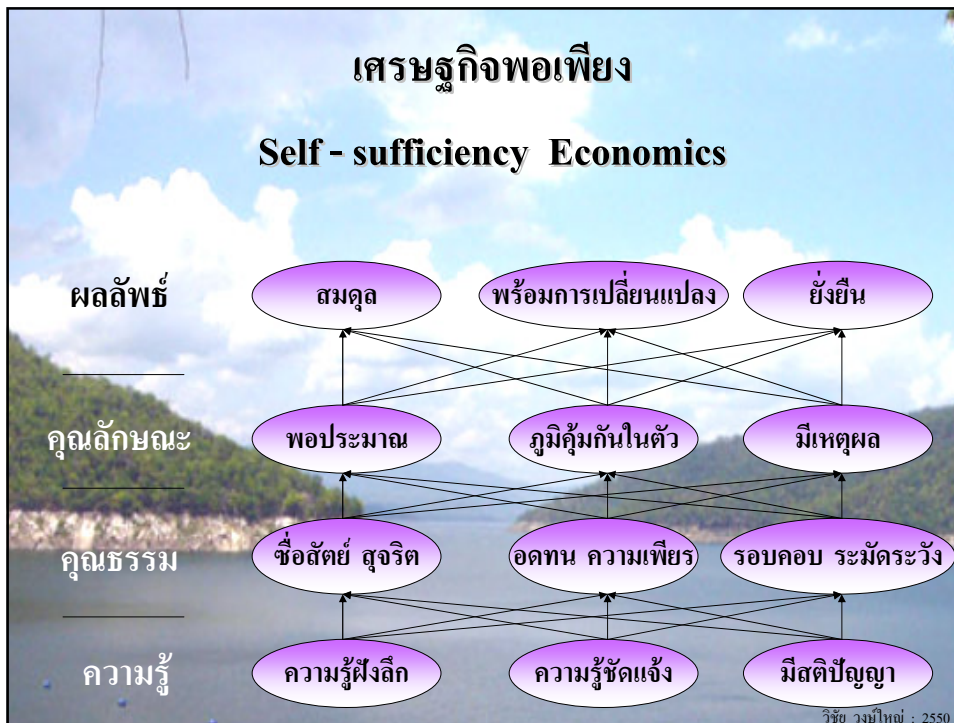 เศรษฐกิจพอเพียง
Self - sufficiency Economics
ผลลัพธ์ สมดุล พร้อมการเปลี่ยนแปลง ยั่งยืน
คุณลักษณะ พอประมาณ ภูมิคุ้มกันในตัว มีเหตุผล
คุณธรรม ซื่อสัตย์ สุจริต อดทน ความเพียร รอบคอบ ระมัดระวัง
ความรู้ ความรู้ฝังลึก ความรู้ชัดแจ้ง มีสติปัญญา
วิชัย วงษ์ใหญ่ : 2550